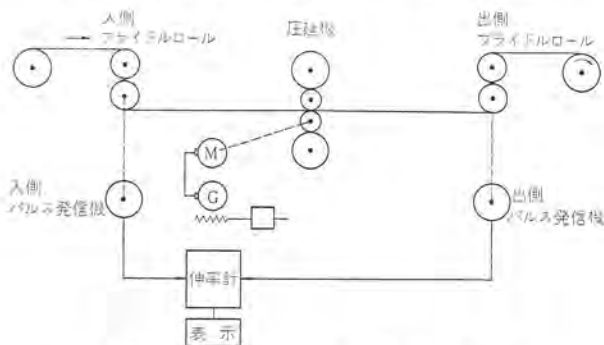 入側
ブライドルロール
圧延機
出側
ブライドルロール
M
G
入側
パルス発信機
出側
パルス発信機
伸率計
表示